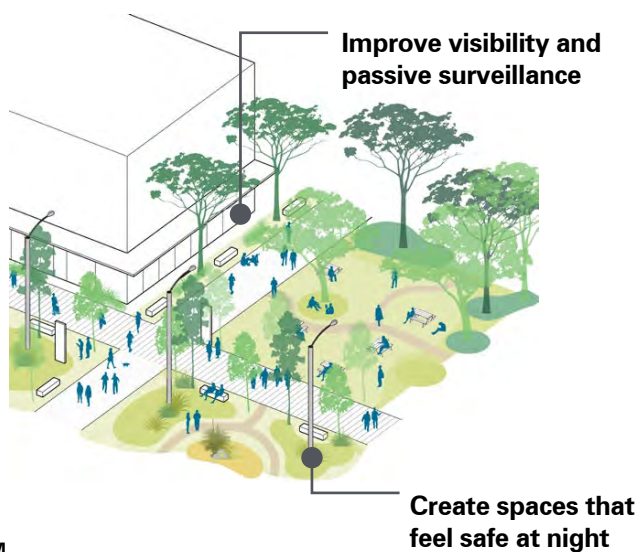 Improve visibility and
passive surveillance
Create spaces that
feel safe at night